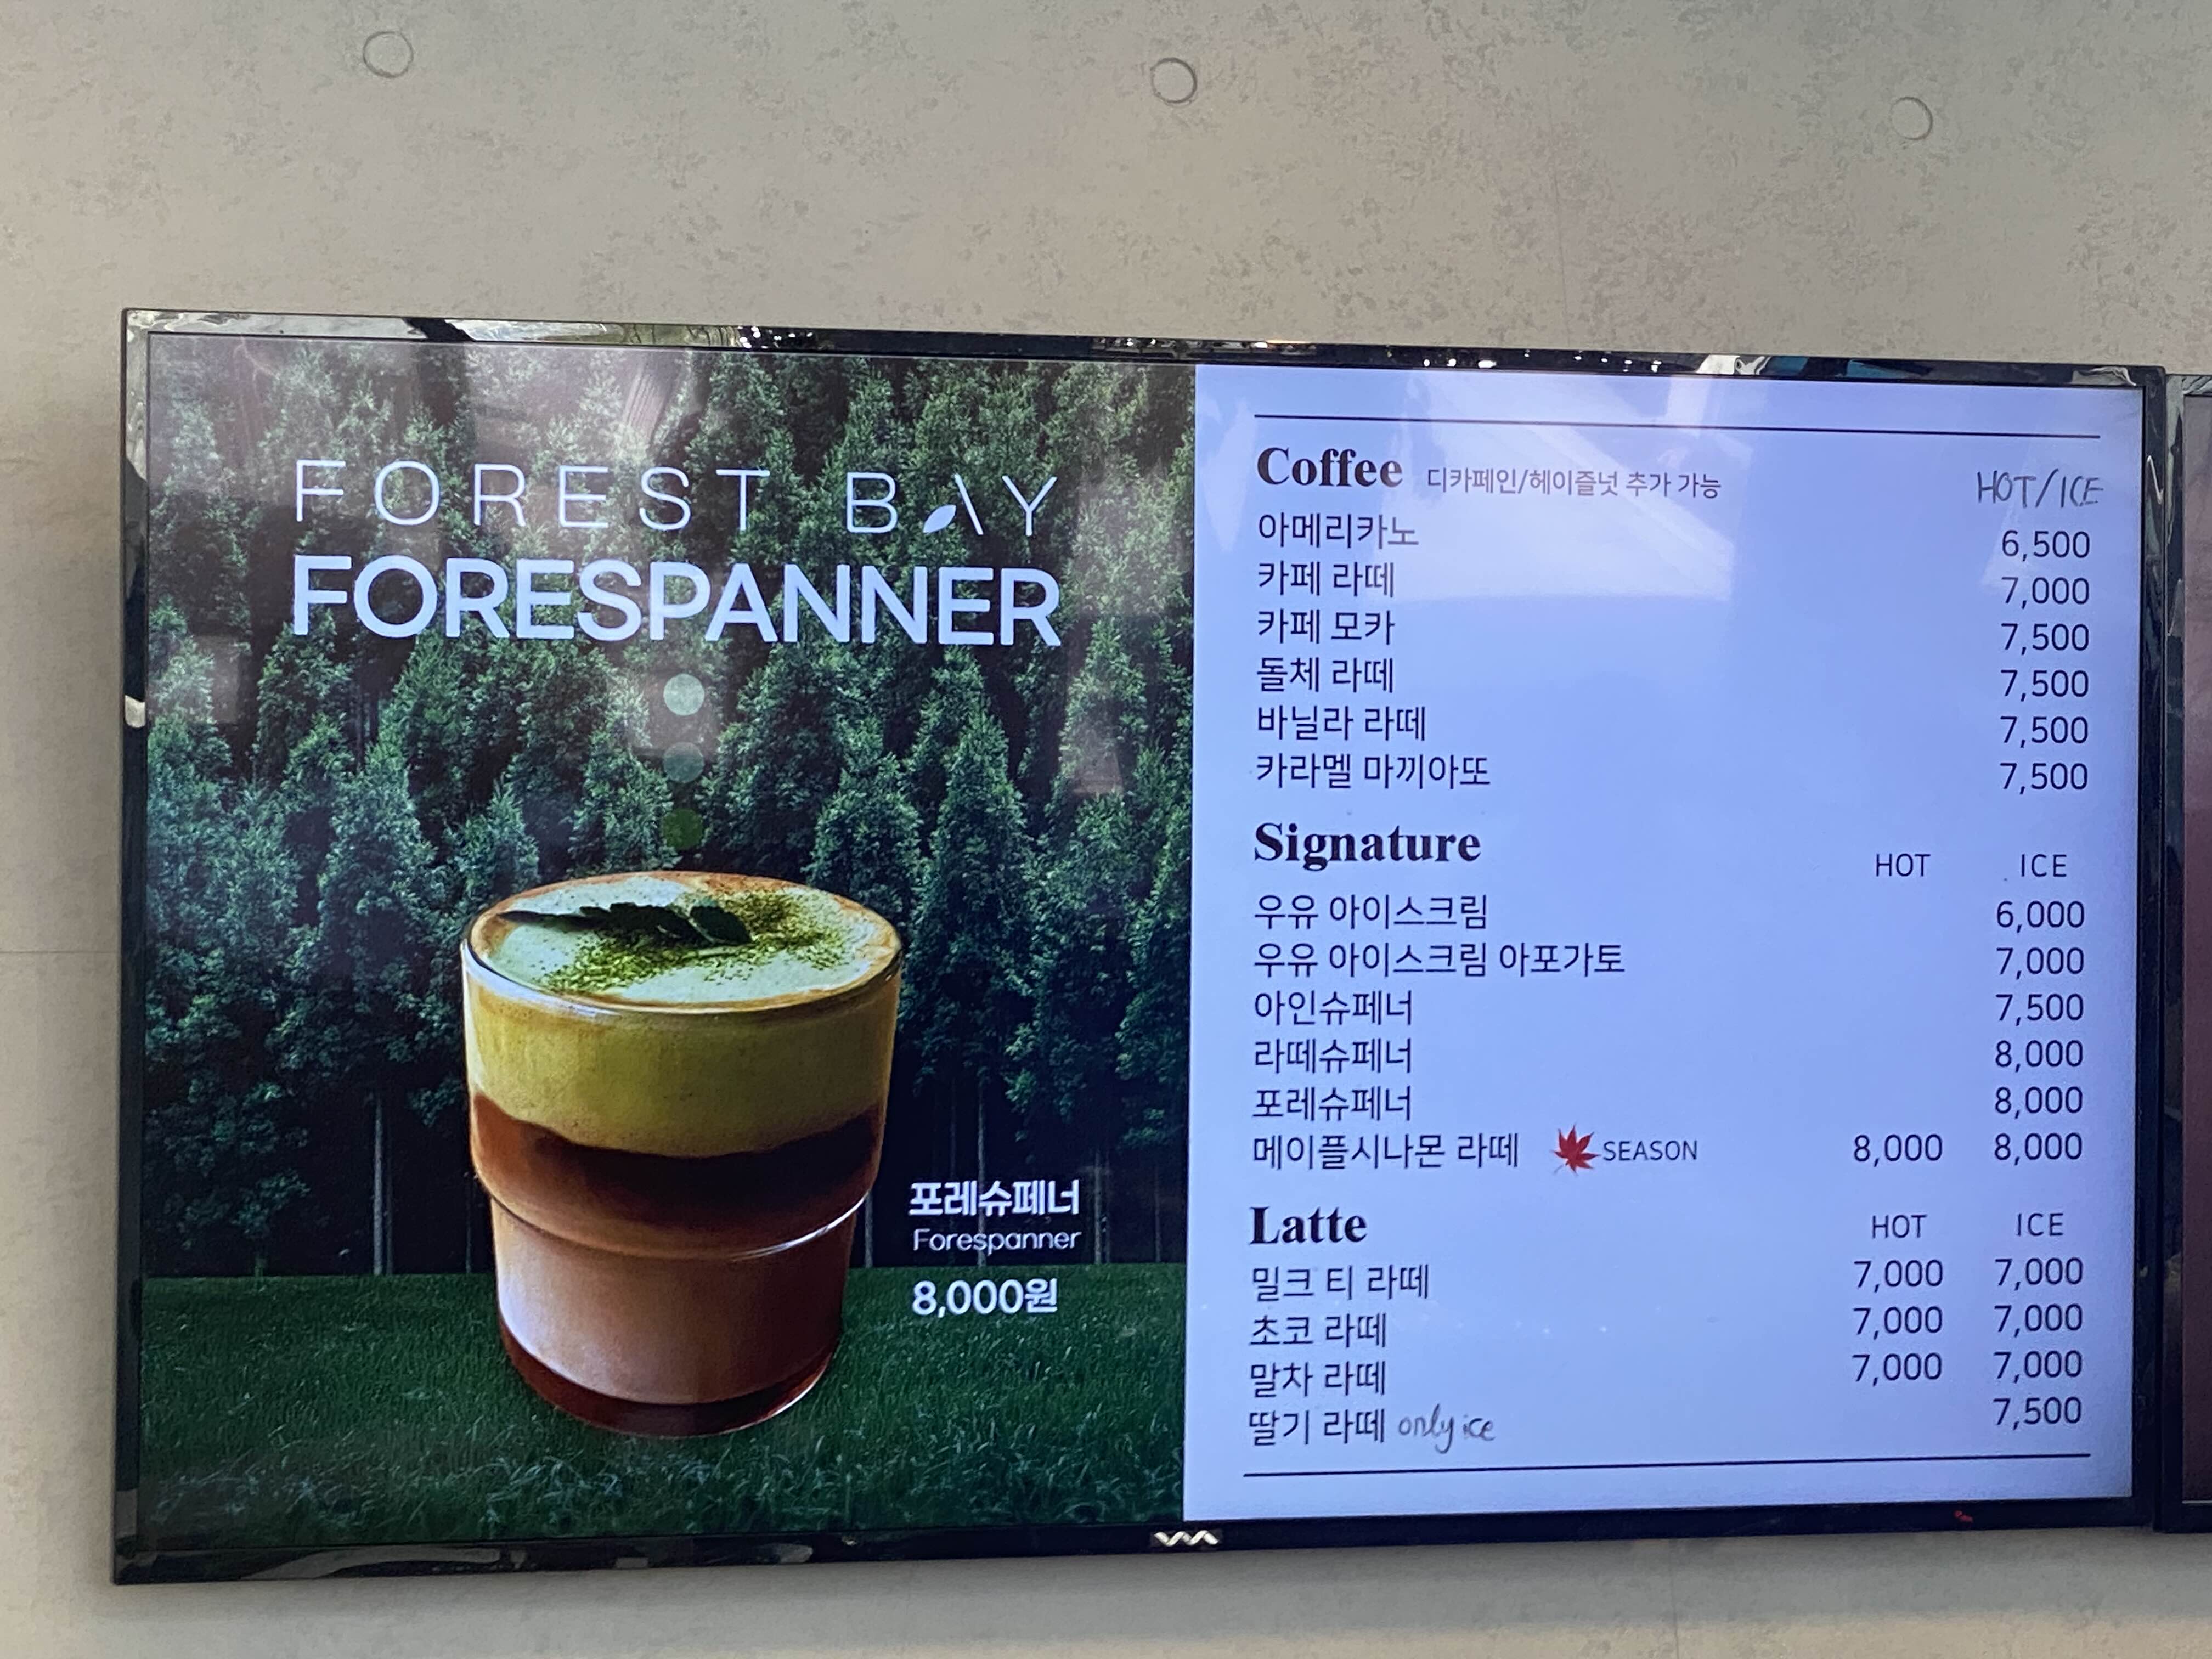 FOREST BAY
FORESPANNER
포레슈페너
Forespanner
8,000원
Coffee 디카페인/헤이즐넛 추가 가능 HOT/ICE
아메리카노 6,500
카페 라떼 7,000
카페 모카 7,500
돌체 라떼 7,500
바닐라 라떼 7,500
카라멜 마끼아또 7,500
Signature HOT ICE
우유 아이스크림 6,000
우유 아이스크림 아포가토 7,000
아인슈페너 7,500
라떼슈페너 8,000
포레슈페너 8,000
메이플시나몬 라떼 SEASON 8,000 8,000
Latte HOT ICE
밀크 티 라떼 7,000 7,000
초코 라떼 7,000 7,000
말차 라떼 7,000 7,000
딸기 라떼 only ice 7,500